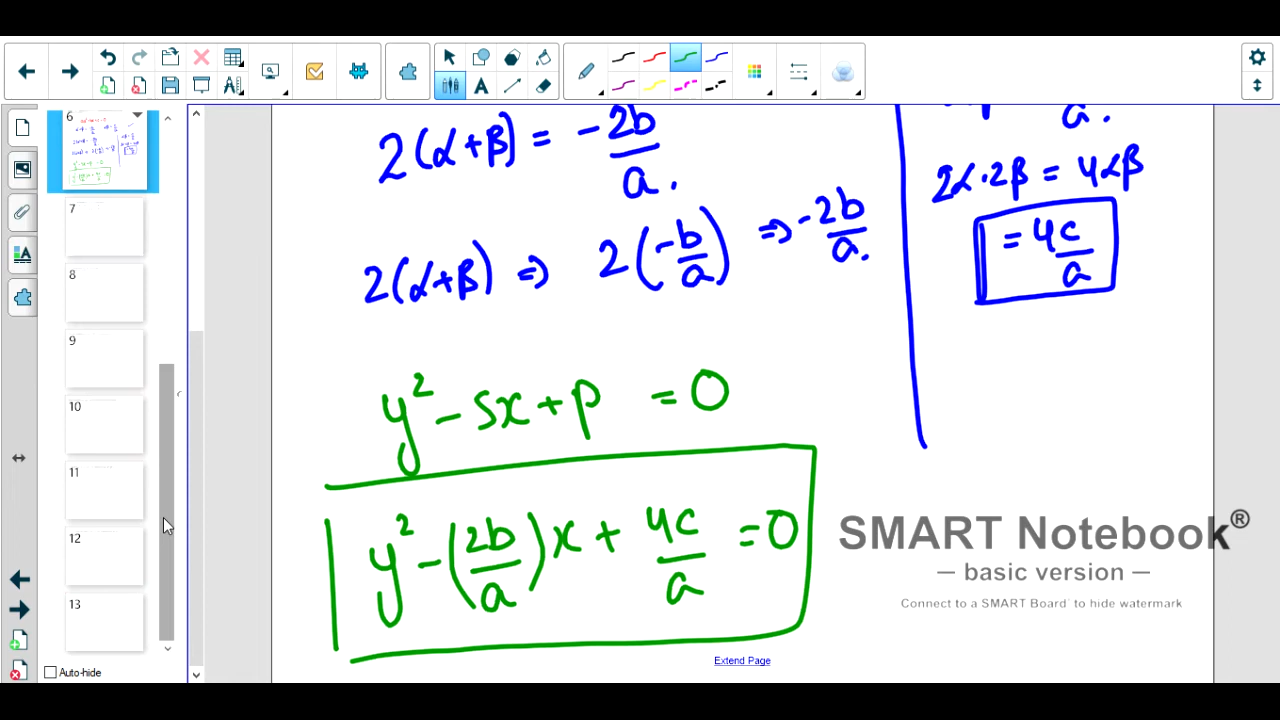 6
7
8
9
10
11
12
13
Auto-hide
2(α+β) = -2b/a.
2(α+β) ⇒ 2(-b/a) ⇒ -2b/a.
a.
2α·2β = 4αβ
= 4c/a
y² - Sx + p = 0
y² - (2b/a)x + 4c/a = 0
SMART Notebook®
— basic version —
Connect to a SMART Board™ to hide watermark
Extend Page